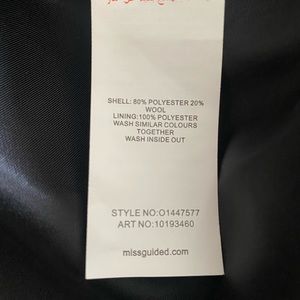 SHELL: 80% POLYESTER 20%
WOOL
LINING:100% POLYESTER
WASH SIMILAR COLOURS
TOGETHER
WASH INSIDE OUT
STYLE NO:O1447577
ART NO:10193460
missguided.com